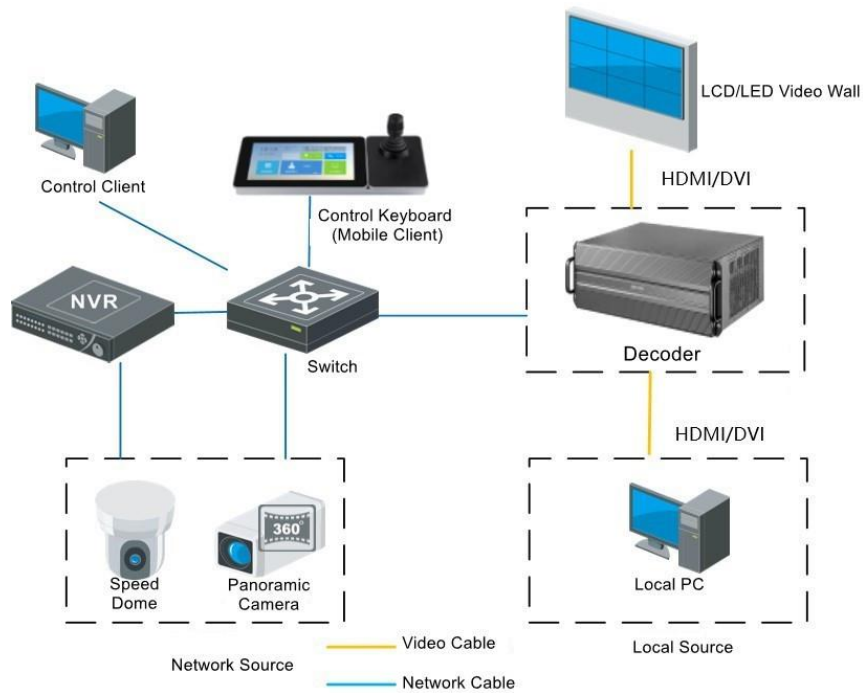 LCD/LED Video Wall
Control Client
HDMI/DVI
Control Keyboard
(Mobile Client)
NVR
Switch
Decoder
HDMI/DVI
360°
Speed
Dome
Panoramic
Camera
Local PC
Video Cable
Local Source
Network Source
Network Cable